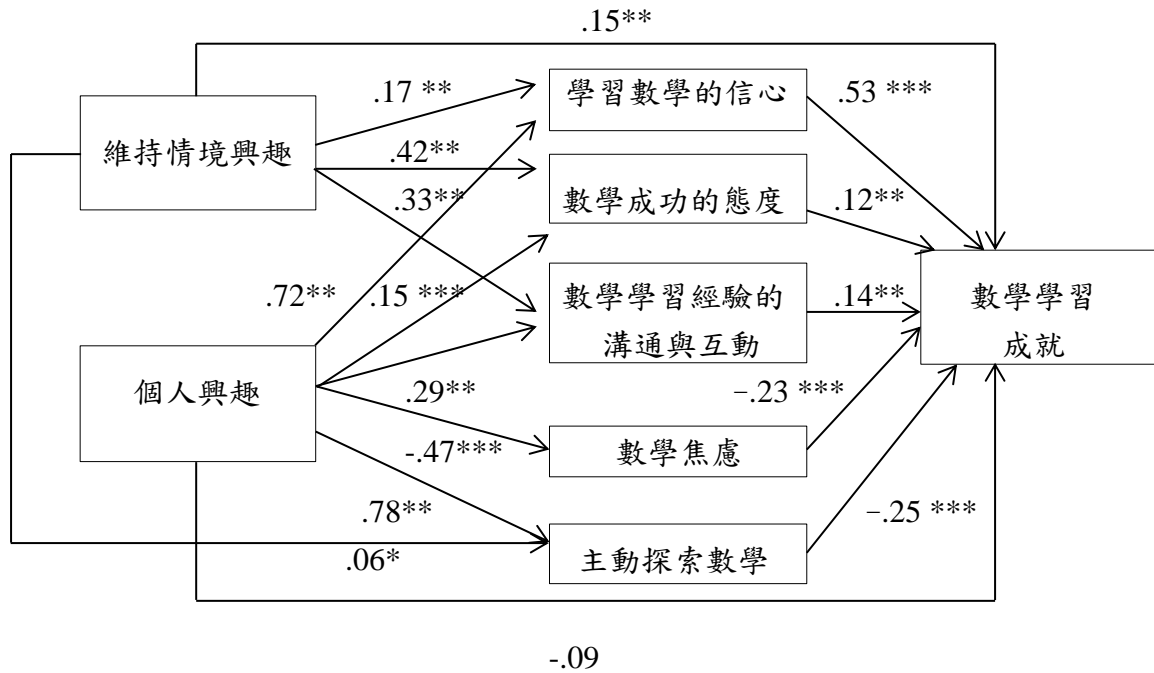 .15**
學習數學的信心
.17 **
.53 ***
維持情境興趣
.42**
數學成功的態度
.33**
.12**
.72**
.15 ***
數學學習經驗的
溝通與互動
.14**
數學學習
成就
個人興趣
.29**
-.23 ***
-.47***
數學焦慮
.78**
-.25 ***
.06*
主動探索數學
-.09